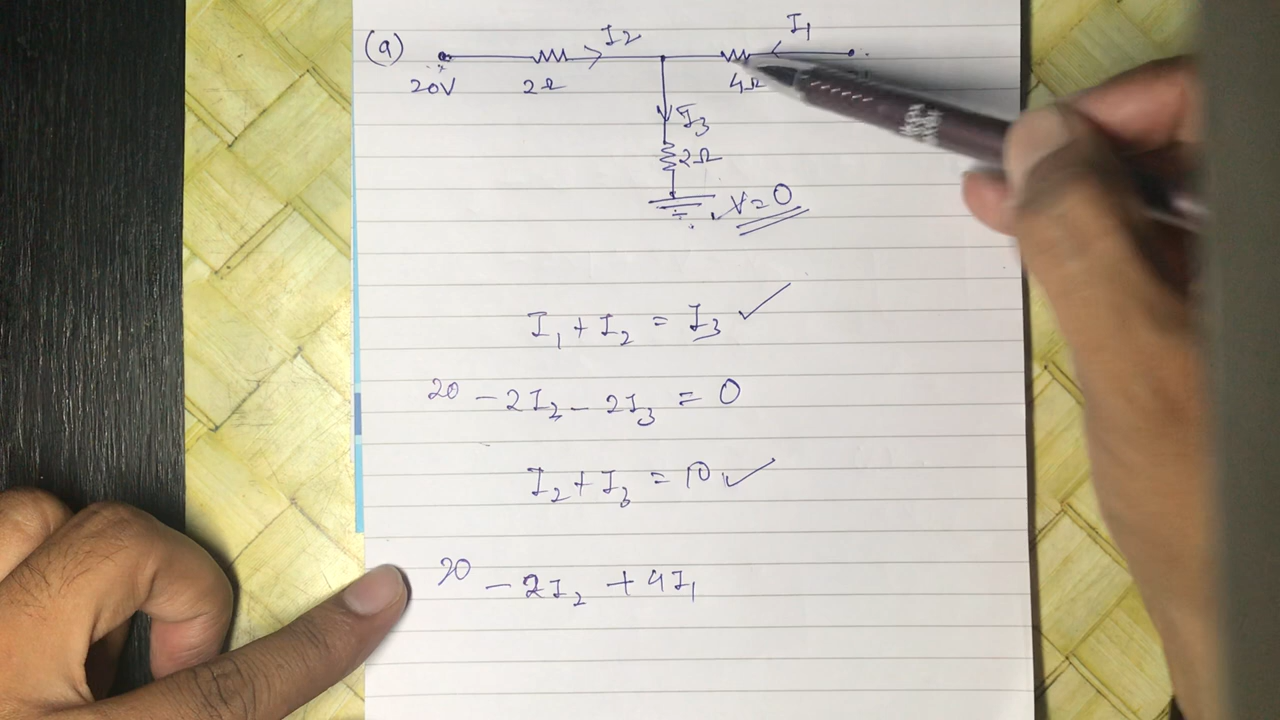 (a) I2 I1
20V 2Ω 4Ω
I3
2Ω
V=0
I1 + I2 = I3 ✓
20 - 2I2 - 2I3 = 0
I2 + I3 = 10 ✓
20 - 2I2 + 4I1